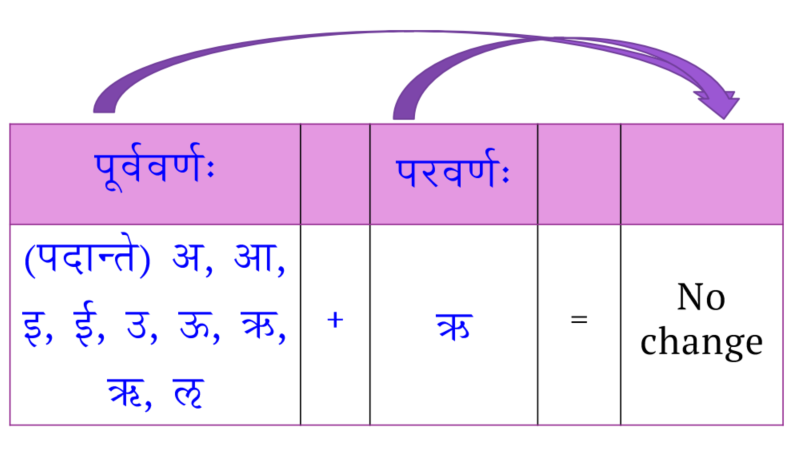 पूर्ववर्णः
परवर्णः
(पदान्ते) अ, आ,
इ, ई, उ, ऊ, ऋ,
ॠ, ऌ
+
ऋ
=
No
change